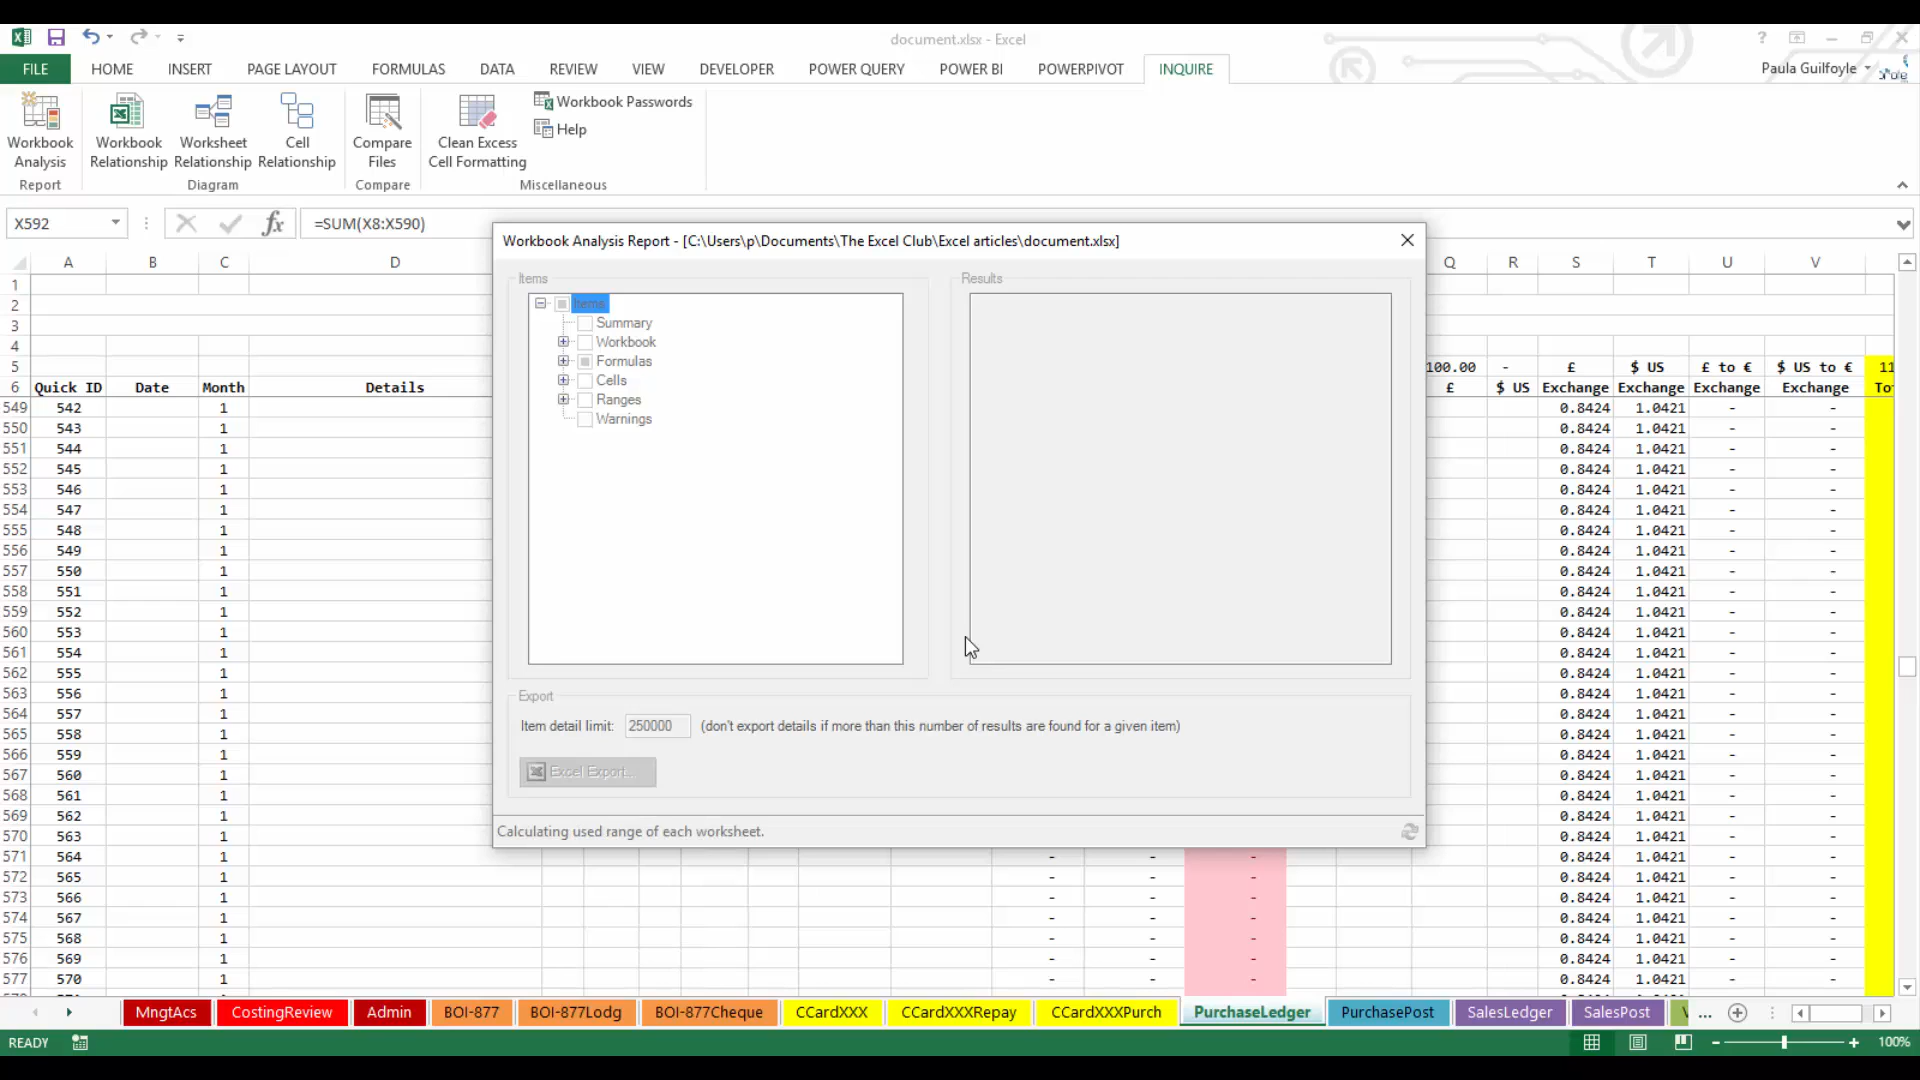 document.xlsx - Excel
?
FILE HOME INSERT PAGE LAYOUT FORMULAS DATA REVIEW VIEW DEVELOPER POWER QUERY POWER BI POWERPIVOT INQUIRE
Paula Guilfoyle
Workbook Analysis
Workbook Relationship
Worksheet Relationship
Cell Relationship
Compare Files
Clean Excess Cell Formatting
Workbook Passwords
Help
Report Diagram Compare Miscellaneous
X592 fx =SUM(X8:X590)
Workbook Analysis Report - [C:\Users\p\Documents\The Excel Club\Excel articles\document.xlsx]
Items
Items
Summary
Workbook
Formulas
Cells
Ranges
Warnings
Results
Export
Item detail limit: 250000 (don't export details if more than this number of results are found for a given item)
Excel Export...
Calculating used range of each worksheet.
A B C D Q R S T U V
1
2
3
4
5 100.00 - £ $ US £ to € $ US to € 11
6 Quick ID Date Month Details £ $ US Exchange Exchange Exchange Exchange
549 542 1 0.8424 1.0421 - -
550 543 1 0.8424 1.0421 - -
551 544 1 0.8424 1.0421 - -
552 545 1 0.8424 1.0421 - -
553 546 1 0.8424 1.0421 - -
554 547 1 0.8424 1.0421 - -
555 548 1 0.8424 1.0421 - -
556 549 1 0.8424 1.0421 - -
557 550 1 0.8424 1.0421 - -
558 551 1 0.8424 1.0421 - -
559 552 1 0.8424 1.0421 - -
560 553 1 0.8424 1.0421 - -
561 554 1 0.8424 1.0421 - -
562 555 1 0.8424 1.0421 - -
563 556 1 0.8424 1.0421 - -
564 557 1 0.8424 1.0421 - -
565 558 1 0.8424 1.0421 - -
566 559 1 0.8424 1.0421 - -
567 560 1 0.8424 1.0421 - -
568 561 1 0.8424 1.0421 - -
569 562 1 0.8424 1.0421 - -
570 563 1 0.8424 1.0421 - -
571 564 1 - - - 0.8424 1.0421 - -
572 565 1 - - - 0.8424 1.0421 - -
573 566 1 - - - 0.8424 1.0421 - -
574 567 1 - - - 0.8424 1.0421 - -
575 568 1 - - - 0.8424 1.0421 - -
576 569 1 - - - 0.8424 1.0421 - -
577 570 1 - - - 0.8424 1.0421 - -
MngtAcs CostingReview Admin BOI-877 BOI-877Lodg BOI-877Cheque CCardXXX CCardXXXRepay CCardXXXPurch PurchaseLedger PurchasePost SalesLedger SalesPost ...
READY 100%